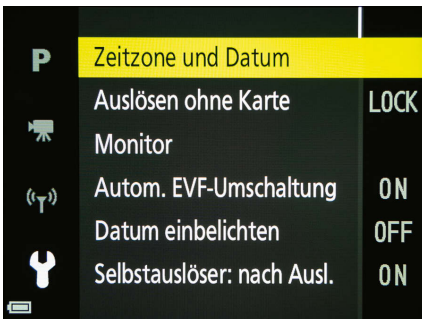 P
Zeitzone und Datum
Auslösen ohne Karte LOCK
Monitor
Autom. EVF-Umschaltung ON
Datum einbelichten OFF
Selbstauslöser: nach Ausl. ON